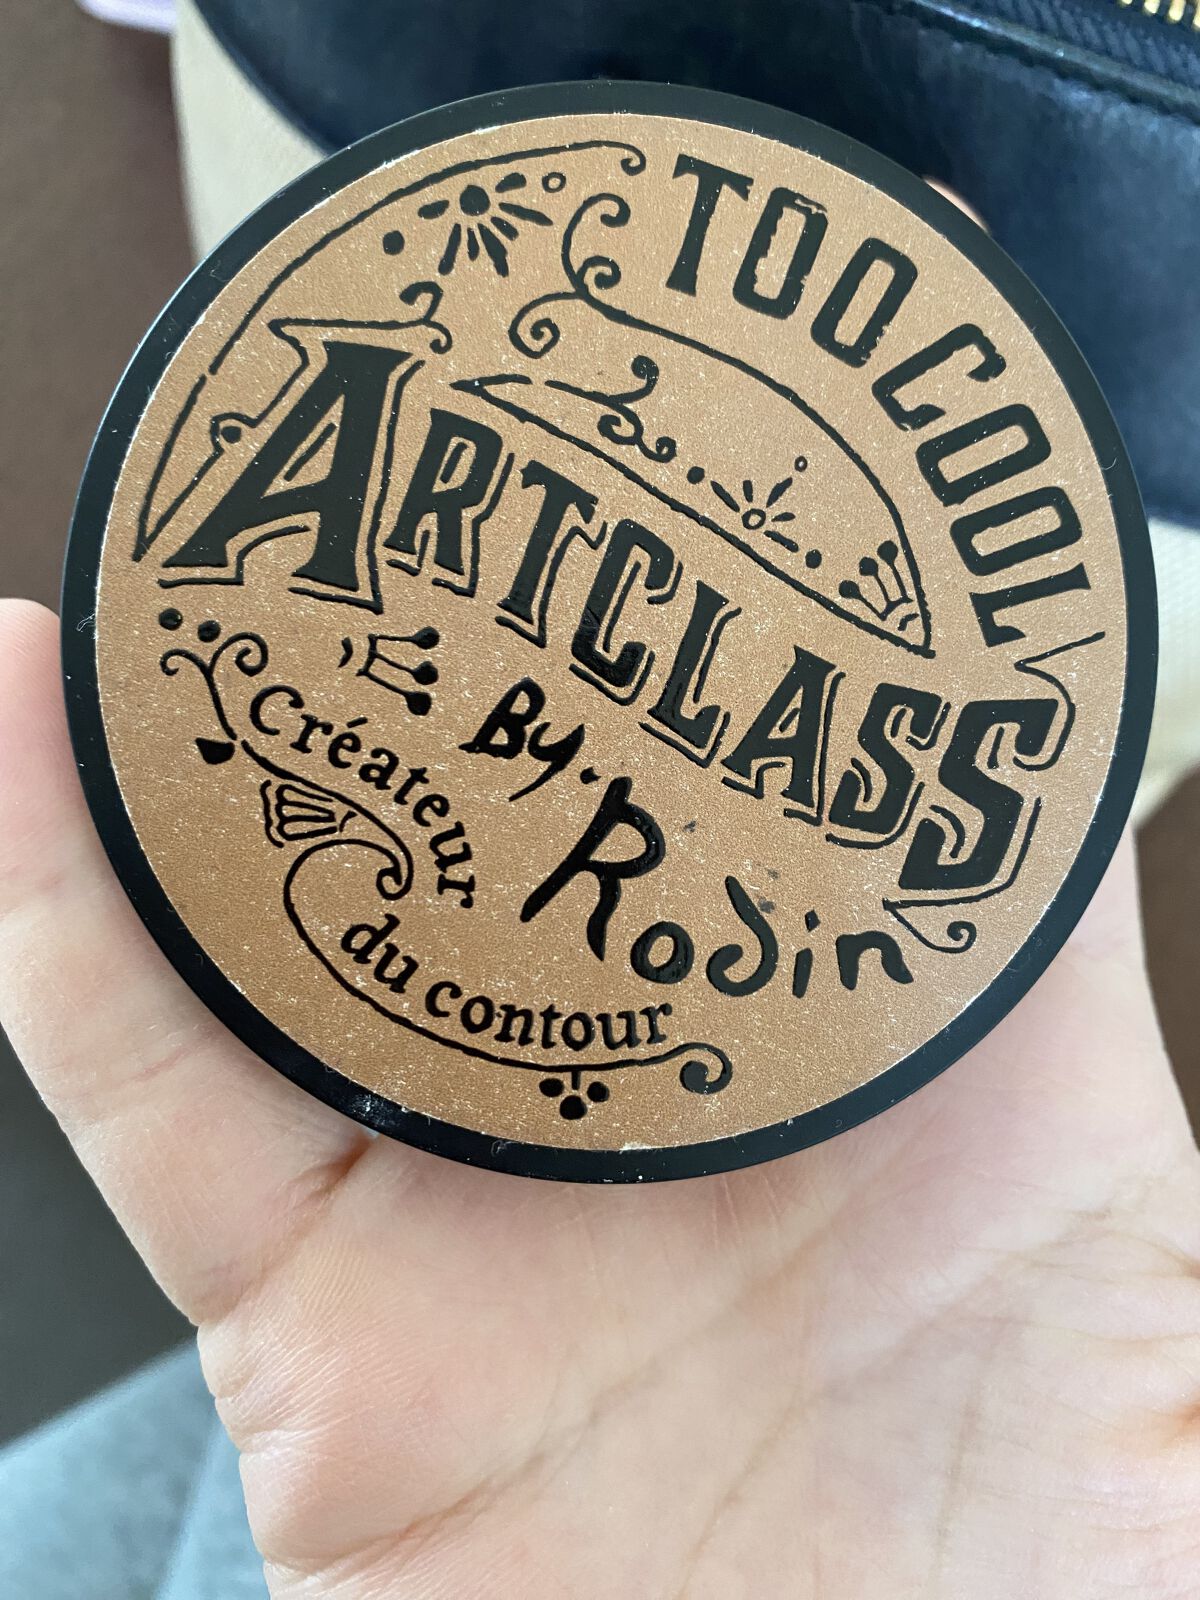 TOO COOL
ARTCLASS
By. Rodin
Créateur
du contour